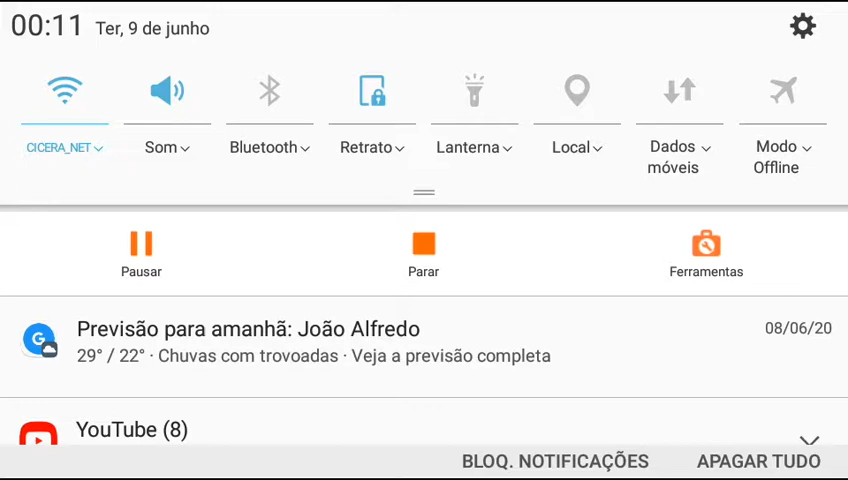 00:11 Ter, 9 de junho
CICERA_NET Som Bluetooth Retrato Lanterna Local Dados móveis Modo Offline
Pausar Parar Ferramentas
Previsão para amanhã: João Alfredo 08/06/20
29° / 22° · Chuvas com trovoadas · Veja a previsão completa
YouTube (8)
BLOQ. NOTIFICAÇÕES APAGAR TUDO